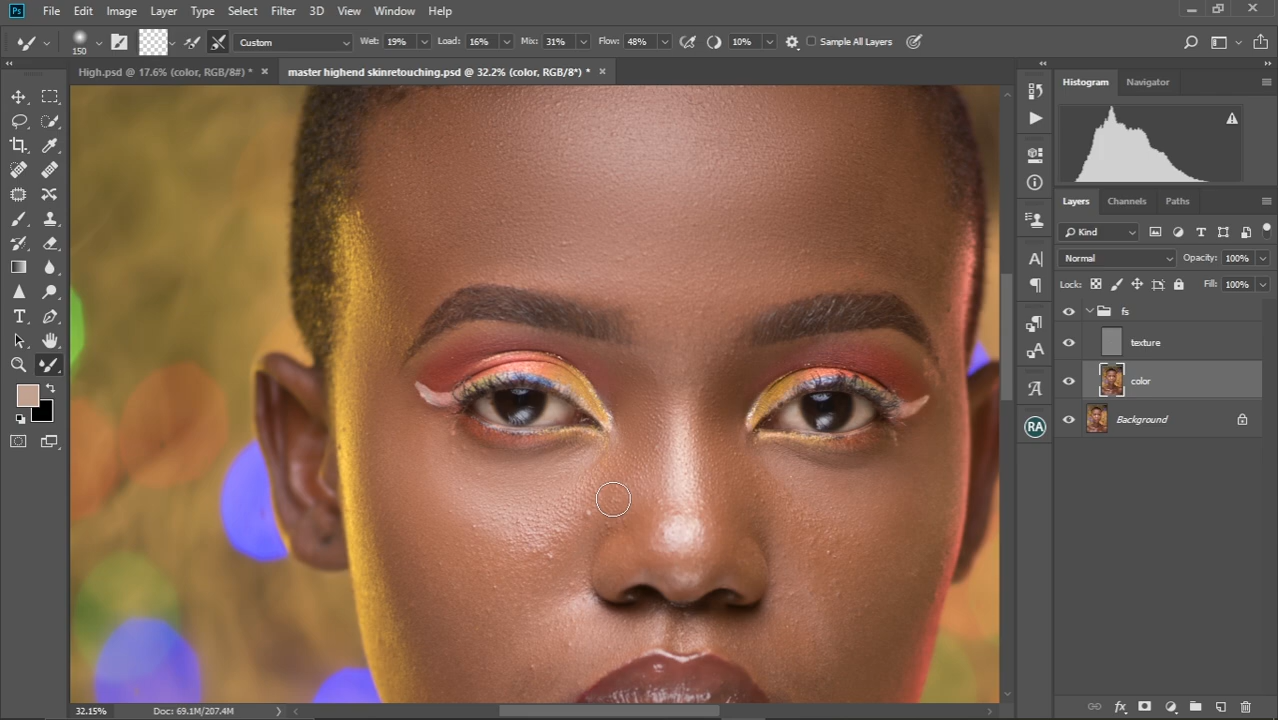 Ps File Edit Image Layer Type Select Filter 3D View Window Help
150 Custom Wet: 19% Load: 16% Mix: 31% Flow: 48% 10% Sample All Layers
High.psd @ 17.6% (color, RGB/8#) * × master highend skinretouching.psd @ 32.2% (color, RGB/8*) * ×
Histogram Navigator
Layers Channels Paths
Kind
Normal Opacity: 100%
Lock: Fill: 100%
fs
texture
color
Background
RA
32.15% Doc: 69.1M/207.4M